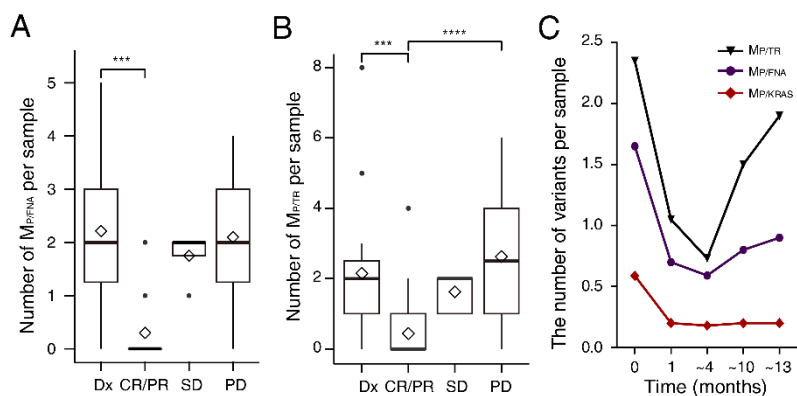 A
Number of MP/FNA per sample
5
4
3
2
1
0
***
Dx CR/PR SD PD
B
Number of MP/TR per sample
8
6
4
2
0
*** ****
Dx CR/PR SD PD
C
The number of variants per sample
2.5
2.0
1.5
1.0
0.5
0.0
MP/TR
MP/FNA
MP/KRAS
0 1 ~4 ~10 ~13
Time (months)